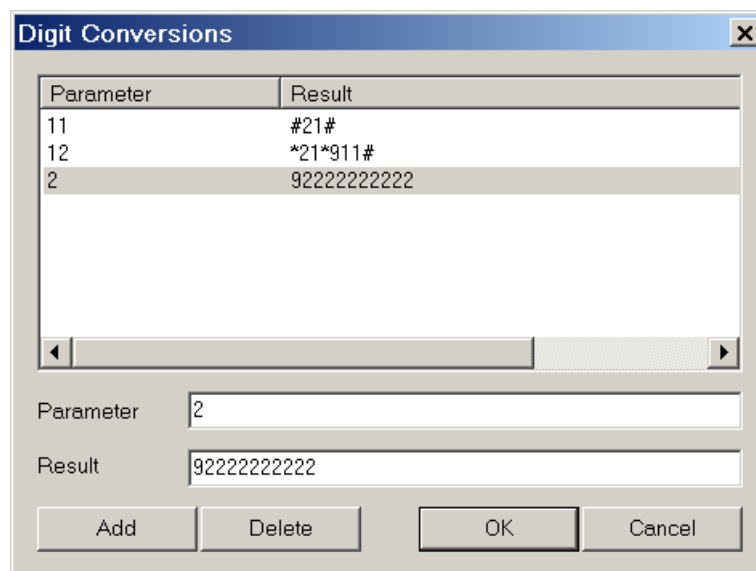 Digit Conversions
Parameter Result
11 #21#
12 *21*911#
2 92222222222
Parameter 2
Result 92222222222
Add Delete OK Cancel